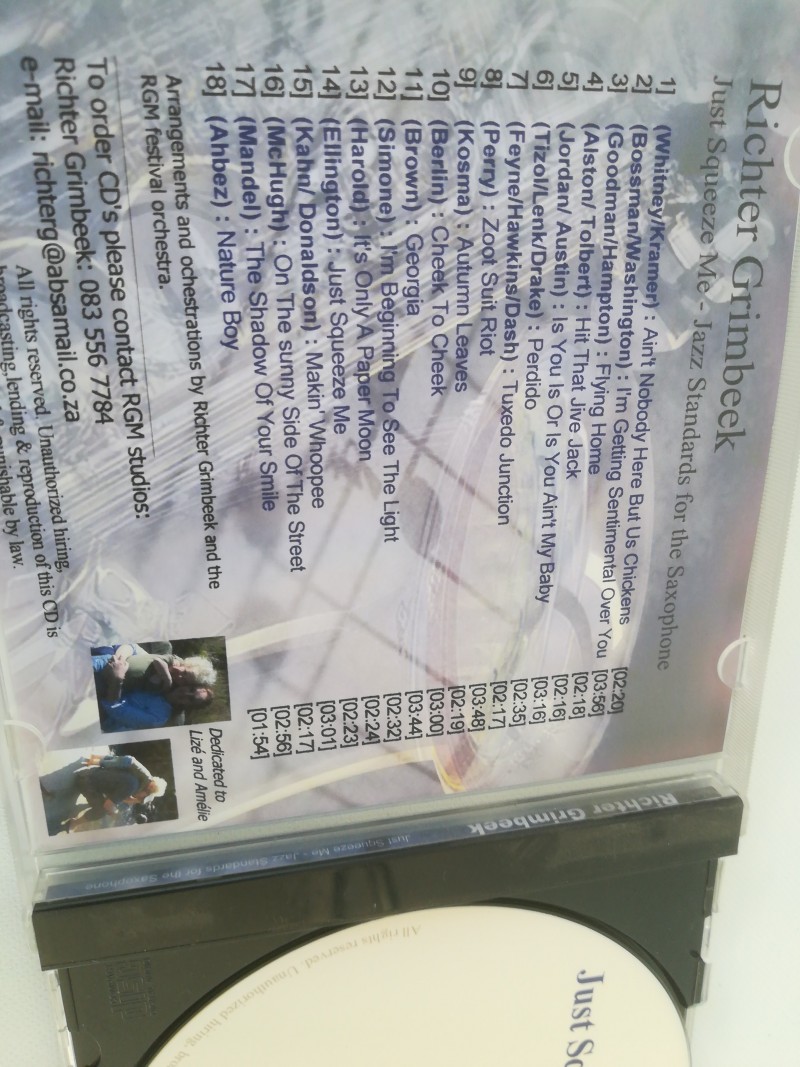 Richter Grimbeek
Just Squeeze Me - Jazz Standards for the Saxophone
1] (Whitney/Kramer) : Ain't Nobody Here But Us Chickens [02:20]
2] (Bossman/Washington) : I'm Getting Sentimental Over You [03:56]
3] (Goodman/Hampton) : Flying Home [02:18]
4] (Alston/ Tolbert) : Hit That Jive Jack [02:16]
5] (Jordan/ Austin) : Is You Is Or Is You Ain't My Baby [03:16]
6] (Tizol/Lenk/Drake) : Perdido [02:35]
7] (Feyne/Hawkins/Dash) : Tuxedo Junction [02:17]
8] (Perry) : Zoot Suit Riot [03:48]
9] (Kosma) : Autumn Leaves [02:19]
10] (Berlin) : Cheek To Cheek [03:00]
11] (Brown) : Georgia [03:44]
12] (Simone) : I'm Beginning To See The Light [02:32]
13] (Harold) : It's Only A Paper Moon [02:24]
14] (Ellington) : Just Squeeze Me [02:23]
15] (Kahn/ Donaldson) : Makin' Whoopee [03:01]
16] (McHugh) : On The sunny Side Of The Street [02:17]
17] (Mandel) : The Shadow Of Your Smile [02:56]
18] (Ahbez) : Nature Boy [01:54]
Arrangements and ochestrations by Richter Grimbeek and the
RGM festival orchestra.
Dedicated to
Lizé and Amélie
To order CD's please contact RGM studios:
Richter Grimbeek: 083 556 7784
e-mail: richterg@absamail.co.za
All rights reserved. Unauthorized hiring,
broadcasting, lending & reproduction of this CD is
punishable by law.
Richter Grimbeek
Just Squeeze Me - Jazz Standards for the Saxophone
Just
All rights reserved. Unauthorized hiring,